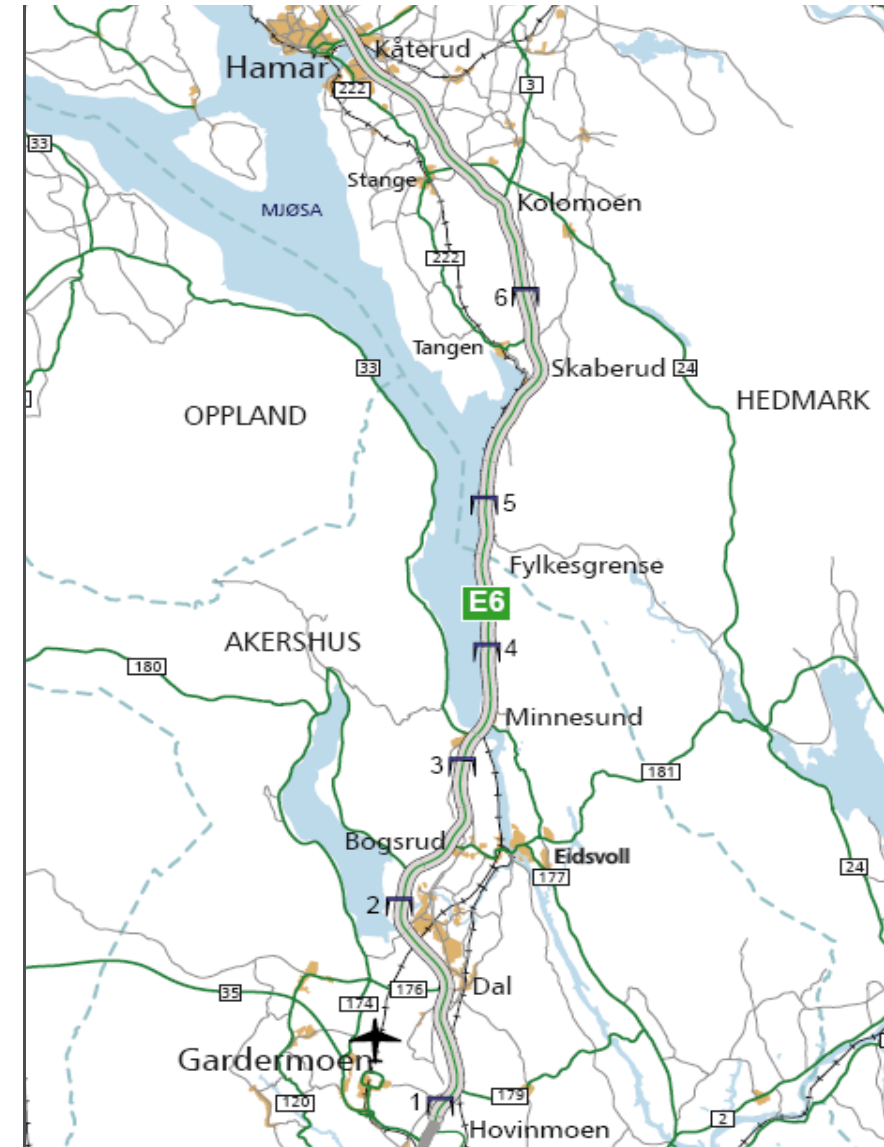 Kåterud
Hamar
222
3
33
Stange
Kolomoen
MJØSA
222
6
Tangen
33
Skaberud
24
HEDMARK
OPPLAND
5
Fylkesgrense
E6
AKERSHUS
4
180
Minnesund
3
181
Bogsrud
Eidsvoll
177
24
2
Dal
35
176
174
Gardermoen
179
1
120
2
Hovinmoen